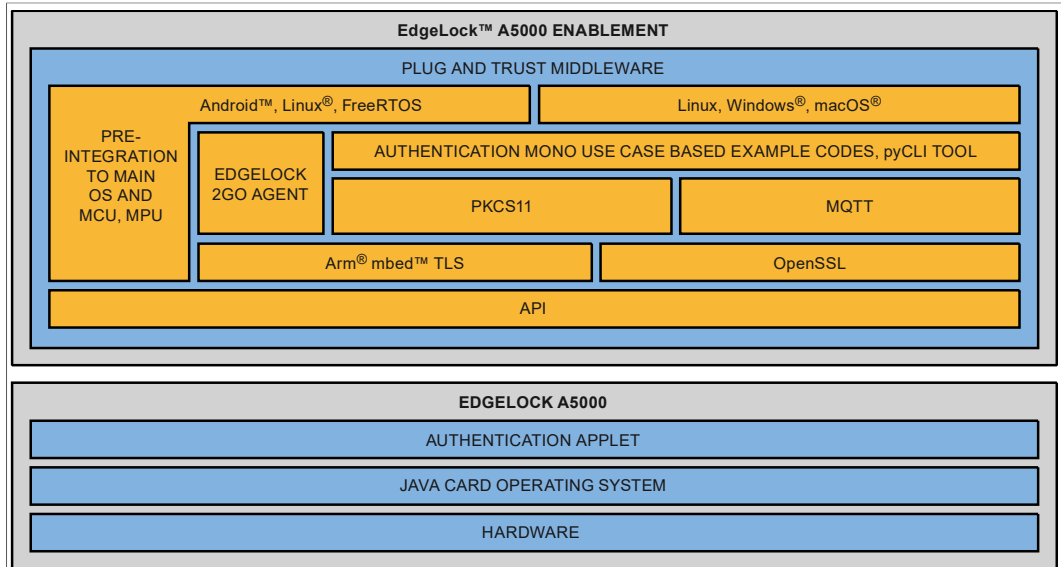 EdgeLock™ A5000 ENABLEMENT
PLUG AND TRUST MIDDLEWARE
Android™, Linux®, FreeRTOS
Linux, Windows®, macOS®
PRE-
INTEGRATION
TO MAIN
OS AND
MCU, MPU
EDGELOCK
2GO AGENT
AUTHENTICATION MONO USE CASE BASED EXAMPLE CODES, pyCLI TOOL
PKCS11
MQTT
Arm® mbed™ TLS
OpenSSL
API
EDGELOCK A5000
AUTHENTICATION APPLET
JAVA CARD OPERATING SYSTEM
HARDWARE